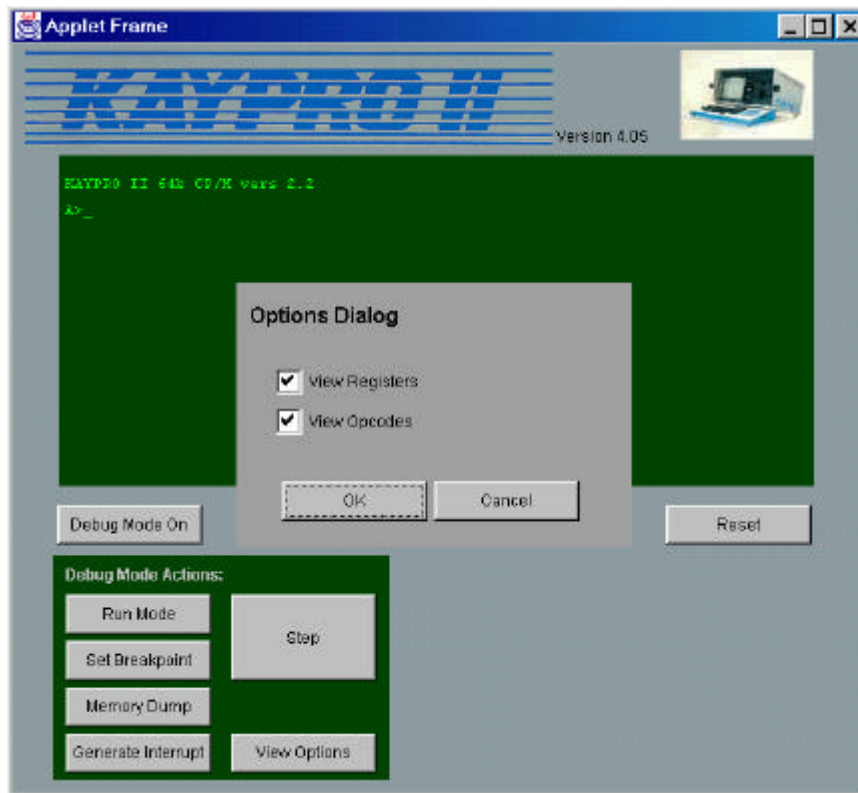 Applet Frame
KAYPRO II
Version 4.05
KAYPRO II 64k CP/M vers 2.2
A>_
Options Dialog
View Registers
View Opcodes
OK
Cancel
Debug Mode On
Reset
Debug Mode Actions:
Run Mode
Step
Set Breakpoint
Memory Dump
Generate Interrupt
View Options